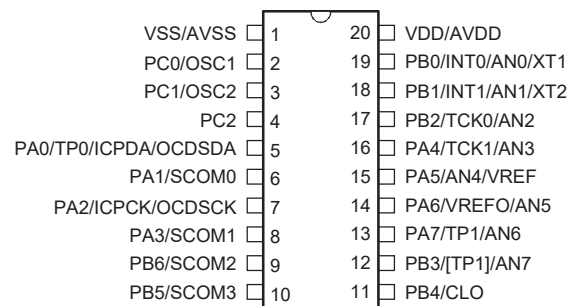 VSS/AVSS 1 20 VDD/AVDD
PC0/OSC1 2 19 PB0/INT0/AN0/XT1
PC1/OSC2 3 18 PB1/INT1/AN1/XT2
PC2 4 17 PB2/TCK0/AN2
PA0/TP0/ICPDA/OCDSDA 5 16 PA4/TCK1/AN3
PA1/SCOM0 6 15 PA5/AN4/VREF
PA2/ICPCK/OCDSCK 7 14 PA6/VREFO/AN5
PA3/SCOM1 8 13 PA7/TP1/AN6
PB6/SCOM2 9 12 PB3/[TP1]/AN7
PB5/SCOM3 10 11 PB4/CLO